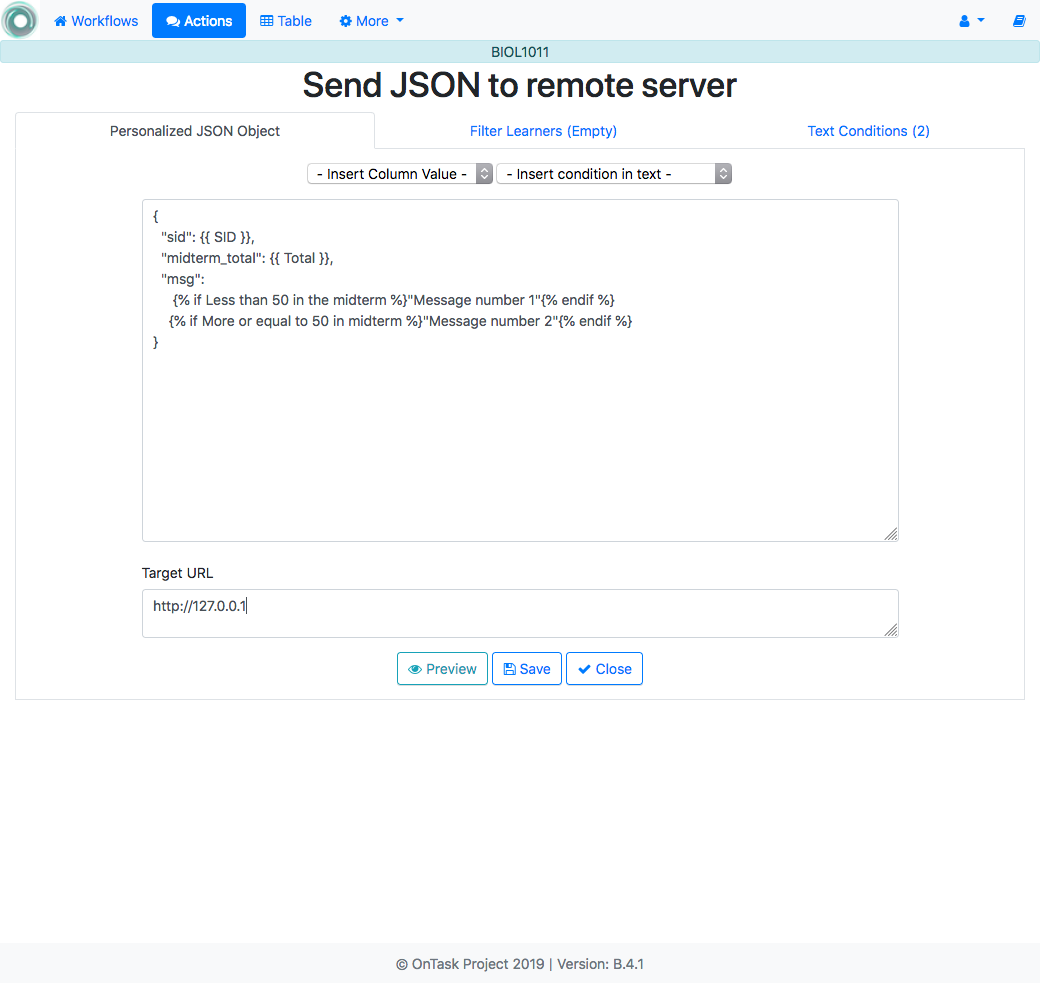 Workflows Actions Table More
BIOL1011
Send JSON to remote server
Personalized JSON Object Filter Learners (Empty) Text Conditions (2)
- Insert Column Value - - Insert condition in text -
{
"sid": {{ SID }},
"midterm_total": {{ Total }},
"msg":
{% if Less than 50 in the midterm %}"Message number 1"{% endif %}
{% if More or equal to 50 in midterm %}"Message number 2"{% endif %}
}
Target URL
http://127.0.0.1
Preview Save Close
© OnTask Project 2019 | Version: B.4.1